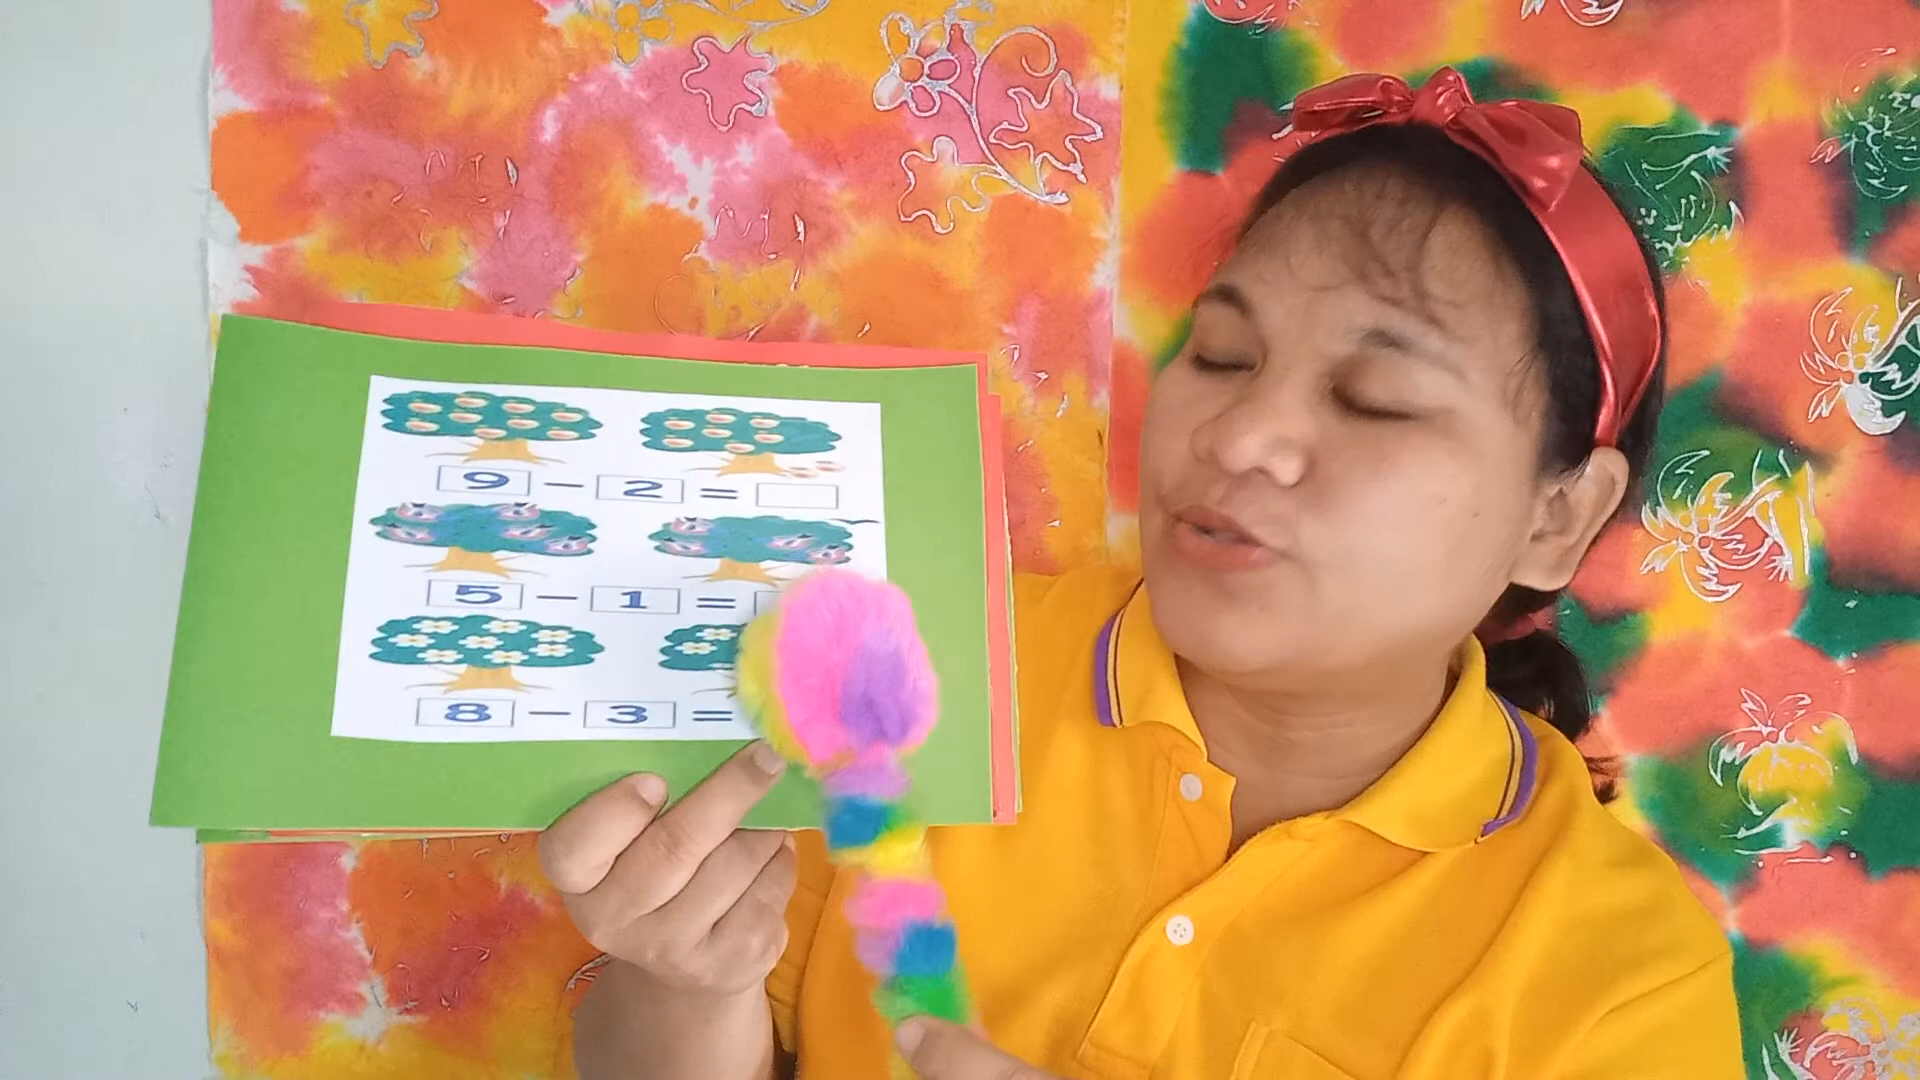 9 - 2 =
5 - 1 =
8 - 3 =